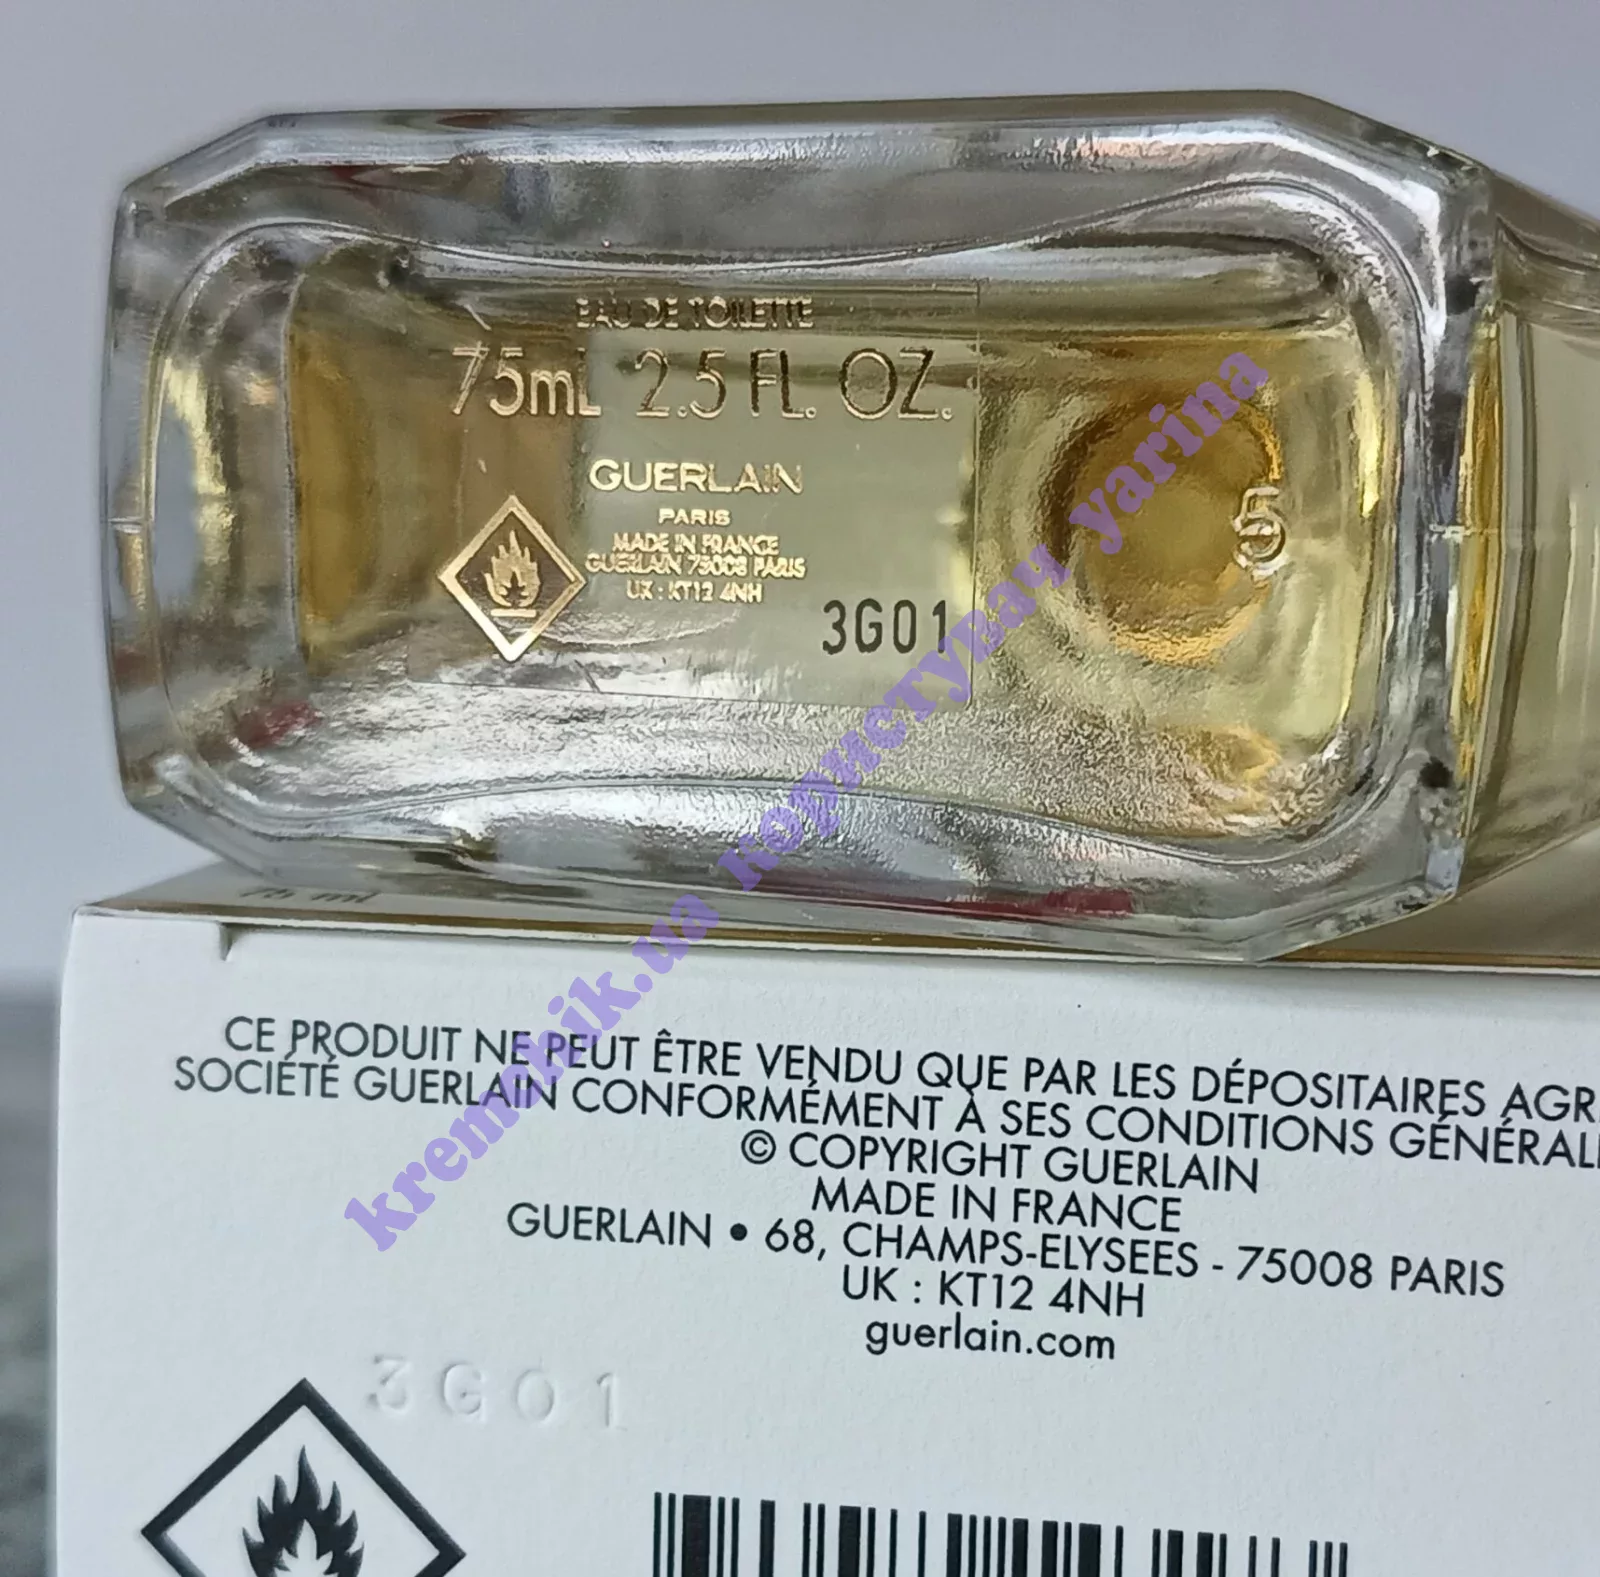 EAU DE TOILETTE
75mL 2.5 FL. OZ.
GUERLAIN
PARIS
MADE IN FRANCE
GUERLAIN 75008 PARIS
UK : KT12 4NH
3G01
5
75 ml
CE PRODUIT NE PEUT ÊTRE VENDU QUE PAR LES DÉPOSITAIRES AGR
SOCIÉTÉ GUERLAIN CONFORMÉMENT À SES CONDITIONS GÉNÉRAL
© COPYRIGHT GUERLAIN
MADE IN FRANCE
GUERLAIN • 68, CHAMPS-ELYSEES - 75008 PARIS
UK : KT12 4NH
guerlain.com
3G01
krembhik.ua користувач yarina